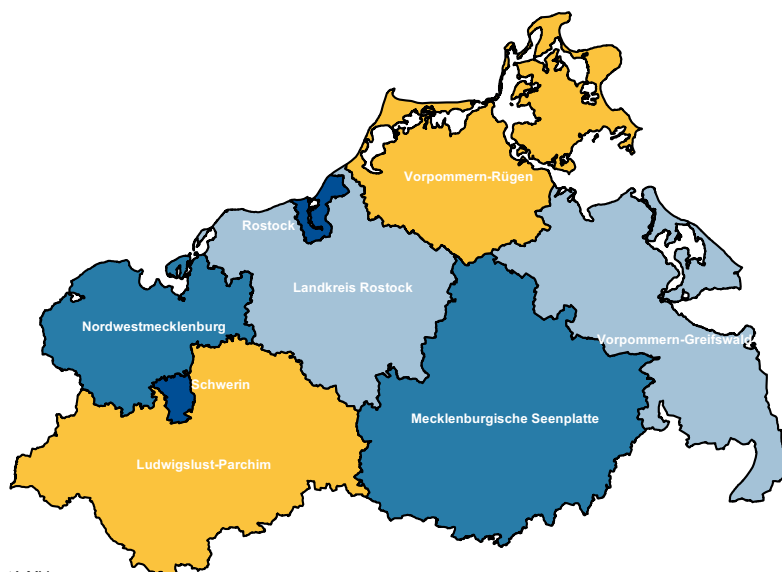 Vorpommern-Rügen
Rostock
Landkreis Rostock
Nordwestmecklenburg
Vorpommern-Greifswald
Schwerin
Mecklenburgische Seenplatte
Ludwigslust-Parchim